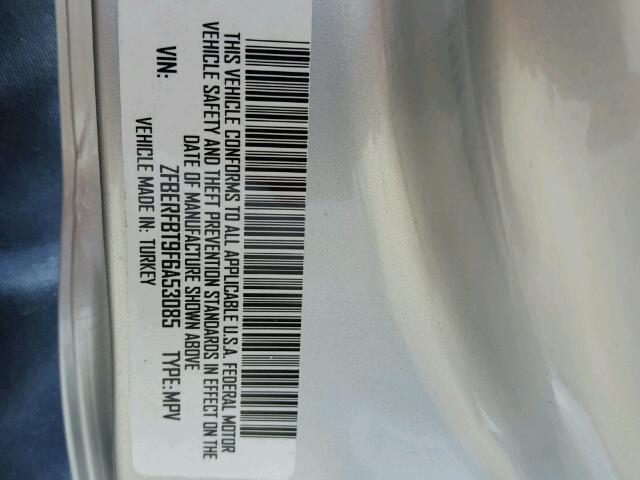 THIS VEHICLE CONFORMS TO ALL APPLICABLE U.S.A. FEDERAL MOTOR
VEHICLE SAFETY AND THEFT PREVENTION STANDARDS IN EFFECT ON THE
DATE OF MANUFACTURE SHOWN ABOVE
VIN: ZFBERFBT9F6A53085 TYPE: MPV
VEHICLE MADE IN: TURKEY